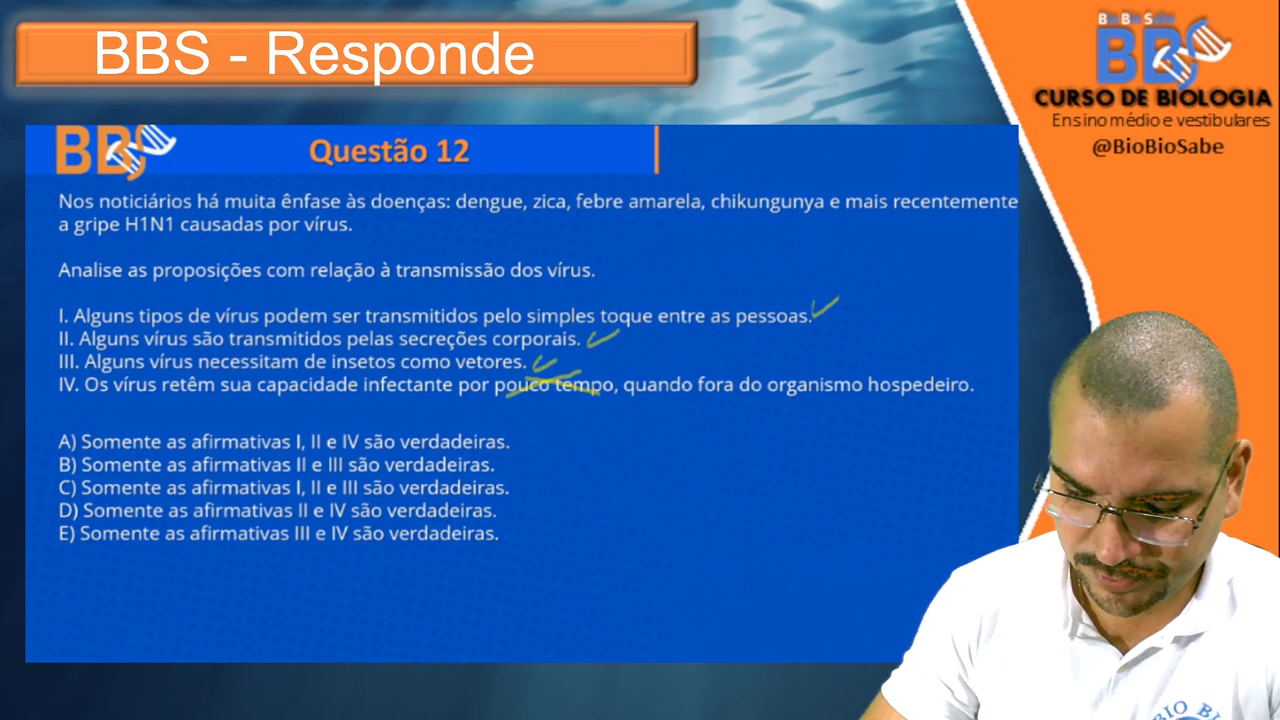 BBS - Responde
Bio Bio Sabe
BBS
CURSO DE BIOLOGIA
Ensino médio e vestibulares
@BioBioSabe
BBS
Questão 12
Nos noticiários há muita ênfase às doenças: dengue, zica, febre amarela, chikungunya e mais recentemente
a gripe H1N1 causadas por vírus.
Analise as proposições com relação à transmissão dos vírus.
I. Alguns tipos de vírus podem ser transmitidos pelo simples toque entre as pessoas.
II. Alguns vírus são transmitidos pelas secreções corporais.
III. Alguns vírus necessitam de insetos como vetores.
IV. Os vírus retêm sua capacidade infectante por pouco tempo, quando fora do organismo hospedeiro.
A) Somente as afirmativas I, II e IV são verdadeiras.
B) Somente as afirmativas II e III são verdadeiras.
C) Somente as afirmativas I, II e III são verdadeiras.
D) Somente as afirmativas II e IV são verdadeiras.
E) Somente as afirmativas III e IV são verdadeiras.
BIO BI